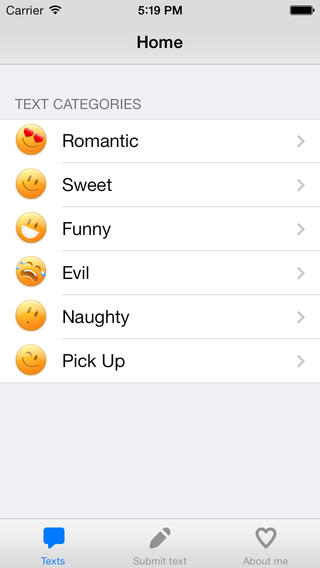 Carrier 5:19 PM
Home
TEXT CATEGORIES
Romantic
Sweet
Funny
Evil
Naughty
Pick Up
Texts Submit text About me